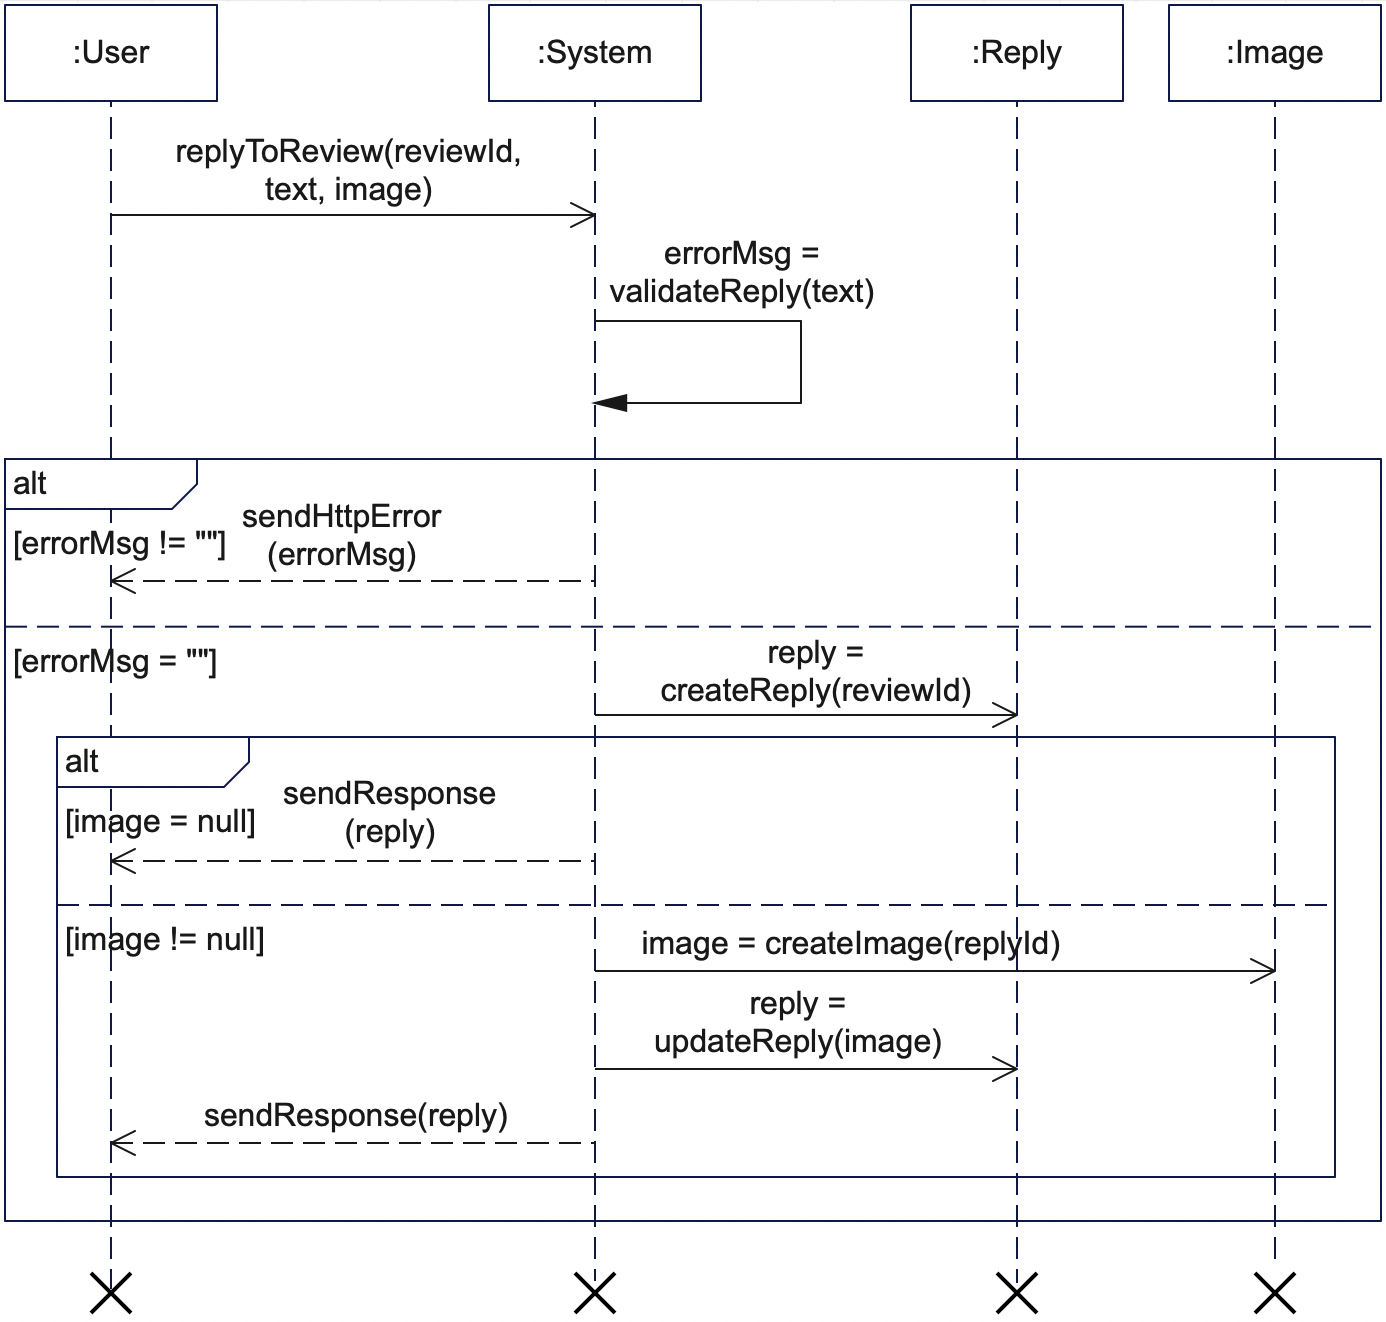 :User
:System
:Reply
:Image
replyToReview(reviewId,
text, image)
errorMsg =
validateReply(text)
alt
sendHttpError
(errorMsg)
[errorMsg != ""]
[errorMsg = ""]
reply =
createReply(reviewId)
alt
sendResponse
(reply)
[image = null]
[image != null]
image = createImage(replyId)
reply =
updateReply(image)
sendResponse(reply)